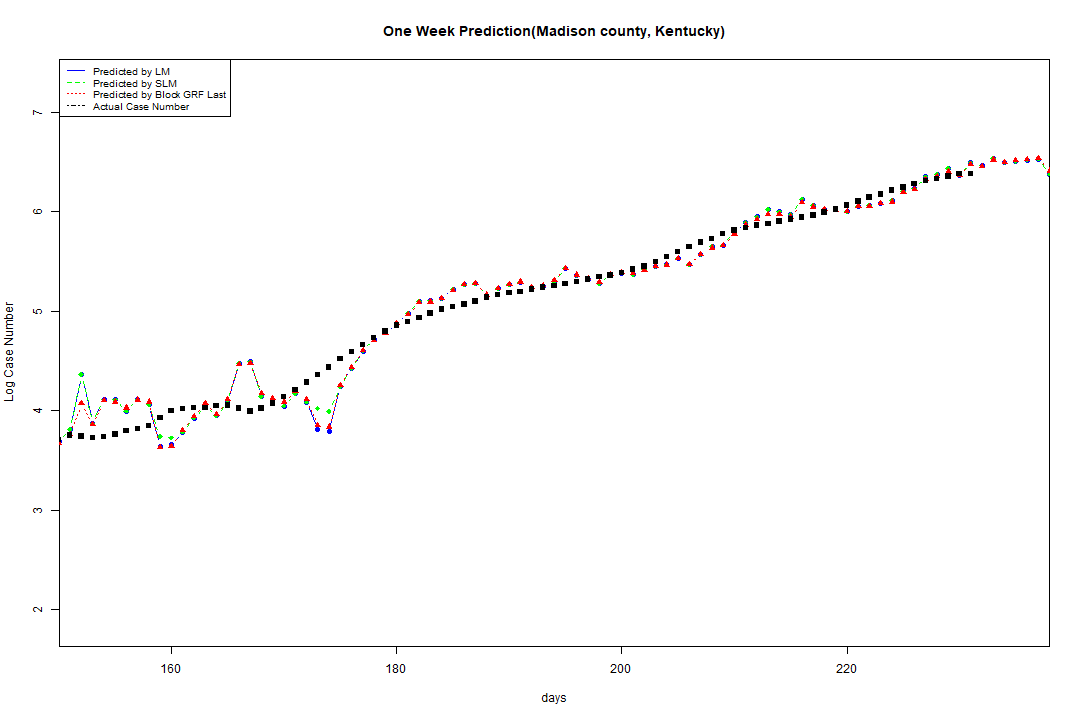 One Week Prediction(Madison county, Kentucky)
Predicted by LM
Predicted by SLM
Predicted by Block GRF Last
Actual Case Number
7
6
5
4
3
2
Log Case Number
160 180 200 220
days